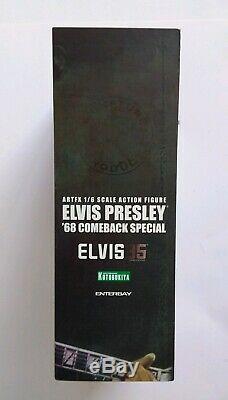 ARTFX 1/6 SCALE ACTION FIGURE
ELVIS PRESLEY
'68 COMEBACK SPECIAL
ELVIS 35
KOTOBUKIYA
ENTERBAY